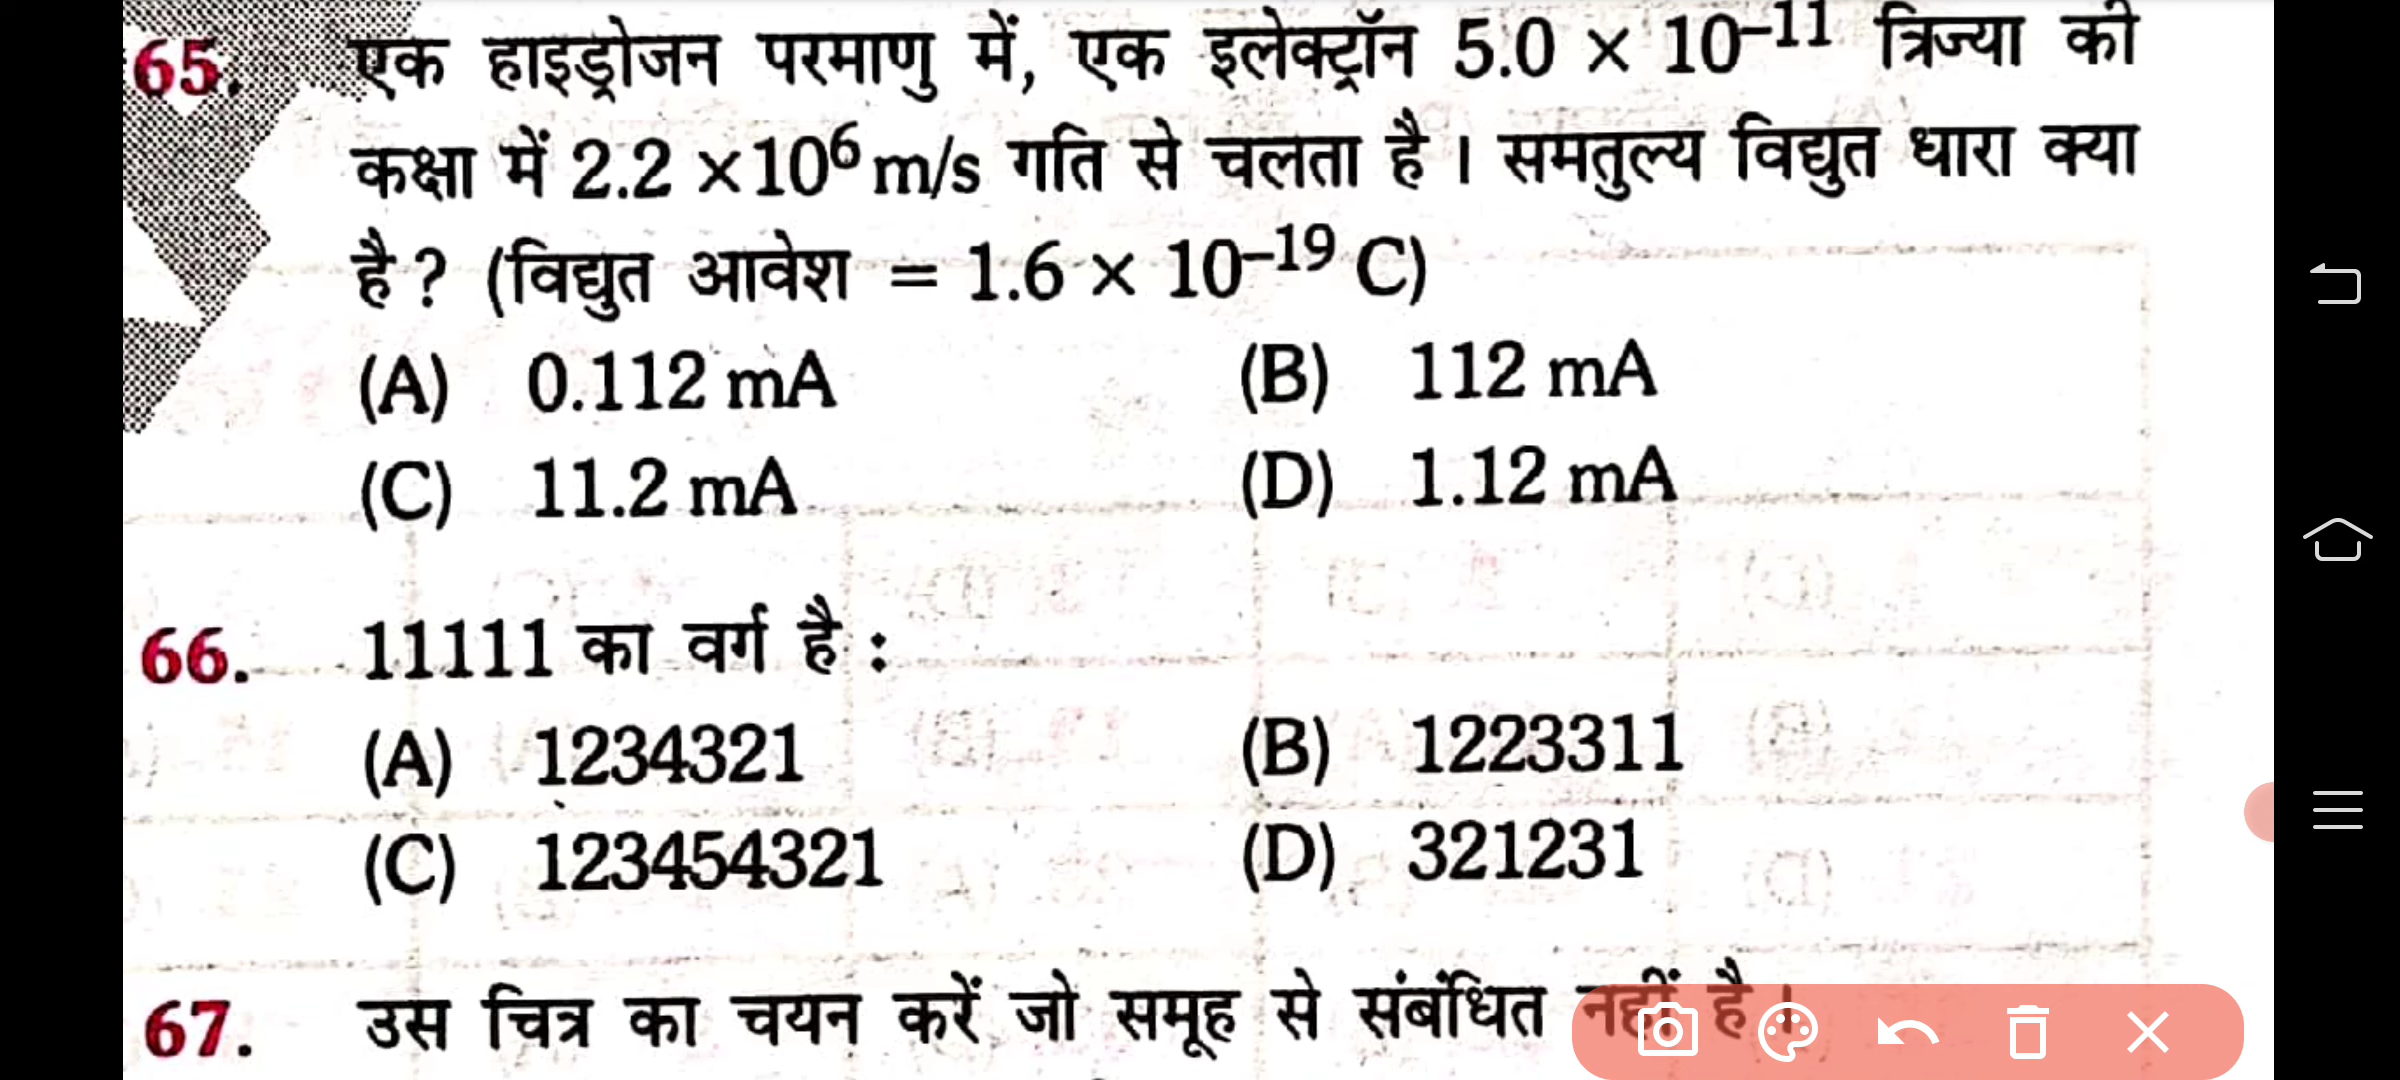 65. एक हाइड्रोजन परमाणु में, एक इलेक्ट्रॉन 5.0 × 10⁻¹¹ त्रिज्या की
कक्षा में 2.2 ×10⁶ m/s गति से चलता है। समतुल्य विद्युत धारा क्या
है? (विद्युत आवेश = 1.6 × 10⁻¹⁹ C)
(A) 0.112 mA (B) 112 mA
(C) 11.2 mA (D) 1.12 mA
66. 11111 का वर्ग है :
(A) 1234321 (B) 1223311
(C) 123454321 (D) 321231
67. उस चित्र का चयन करें जो समूह से संबंधित नहीं है।